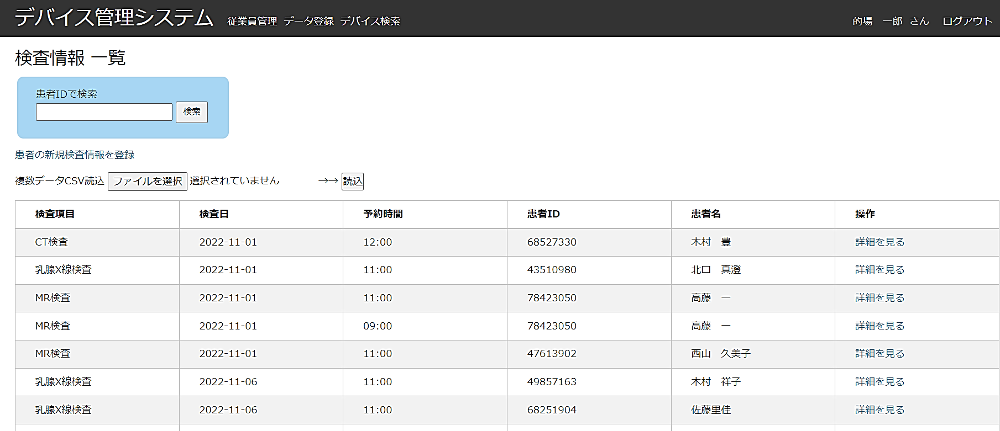 デバイス管理システム 従業員管理 データ登録 デバイス検索 的場　一郎 さん ログアウト
検査情報 一覧
患者IDで検索
検索
患者の新規検査情報を登録
複数データCSV読込 ファイルを選択 選択されていません →→ 読込
検査項目 検査日 予約時間 患者ID 患者名 操作
CT検査 2022-11-01 12:00 68527330 木村　豊 詳細を見る
乳腺X線検査 2022-11-01 11:00 43510980 北口　真澄 詳細を見る
MR検査 2022-11-01 11:00 78423050 高藤　一 詳細を見る
MR検査 2022-11-01 09:00 78423050 高藤　一 詳細を見る
MR検査 2022-11-01 11:00 47613902 西山　久美子 詳細を見る
乳腺X線検査 2022-11-06 11:00 49857163 木村　祥子 詳細を見る
乳腺X線検査 2022-11-06 11:00 68251904 佐藤里佳 詳細を見る